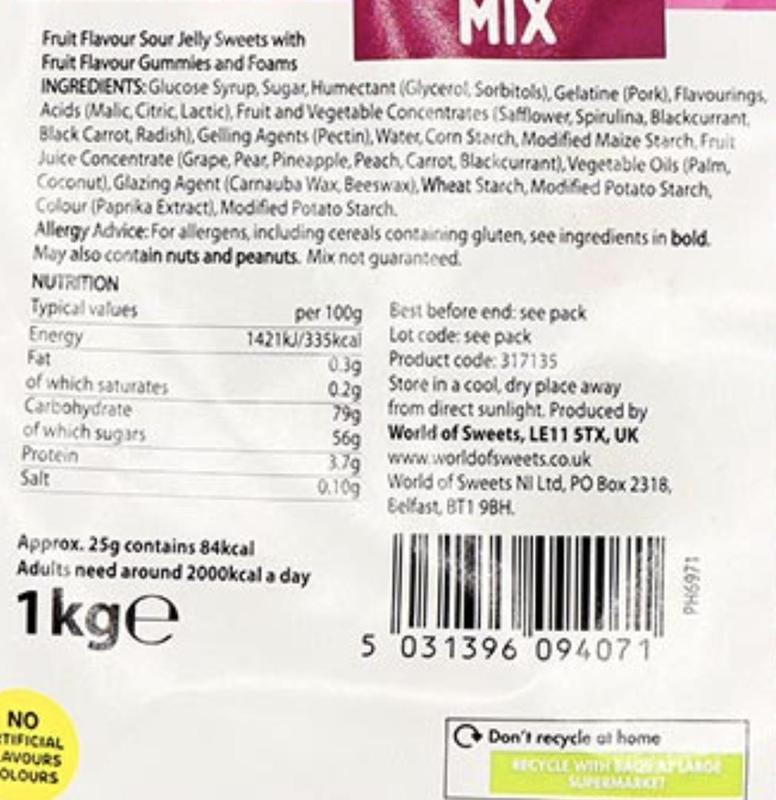 MIX
Fruit Flavour Sour Jelly Sweets with
Fruit Flavour Gummies and Foams
INGREDIENTS: Glucose Syrup, Sugar, Humectant (Glycerol, Sorbitols), Gelatine (Pork), Flavourings,
Acids (Malic, Citric, Lactic), Fruit and Vegetable Concentrates (Safflower, Spirulina, Blackcurrant,
Black Carrot, Radish), Gelling Agents (Pectin), Water, Corn Starch, Modified Maize Starch, Fruit
Juice Concentrate (Grape, Pear, Pineapple, Peach, Carrot, Blackcurrant), Vegetable Oils (Palm,
Coconut), Glazing Agent (Carnauba Wax, Beeswax), Wheat Starch, Modified Potato Starch,
Colour (Paprika Extract), Modified Potato Starch.
Allergy Advice: For allergens, including cereals containing gluten, see ingredients in bold.
May also contain nuts and peanuts. Mix not guaranteed.
NUTRITION
Typical values per 100g
Energy 1421kJ/335kcal
Fat 0.3g
of which saturates 0.2g
Carbohydrate 79g
of which sugars 56g
Protein 3.7g
Salt 0.10g
Best before end: see pack
Lot code: see pack
Product code: 317135
Store in a cool, dry place away
from direct sunlight. Produced by
World of Sweets, LE11 5TX, UK
www.worldofsweets.co.uk
World of Sweets NI Ltd, PO Box 2318,
Belfast, BT1 9BH.
Approx. 25g contains 84kcal
Adults need around 2000kcal a day
1kg℮
5 031396 094071
PH6971
NO
TIFICIAL
AVOURS
OLOURS
Don't recycle at home
RECYCLE WITH BAGS AT LARGE
SUPERMARKET